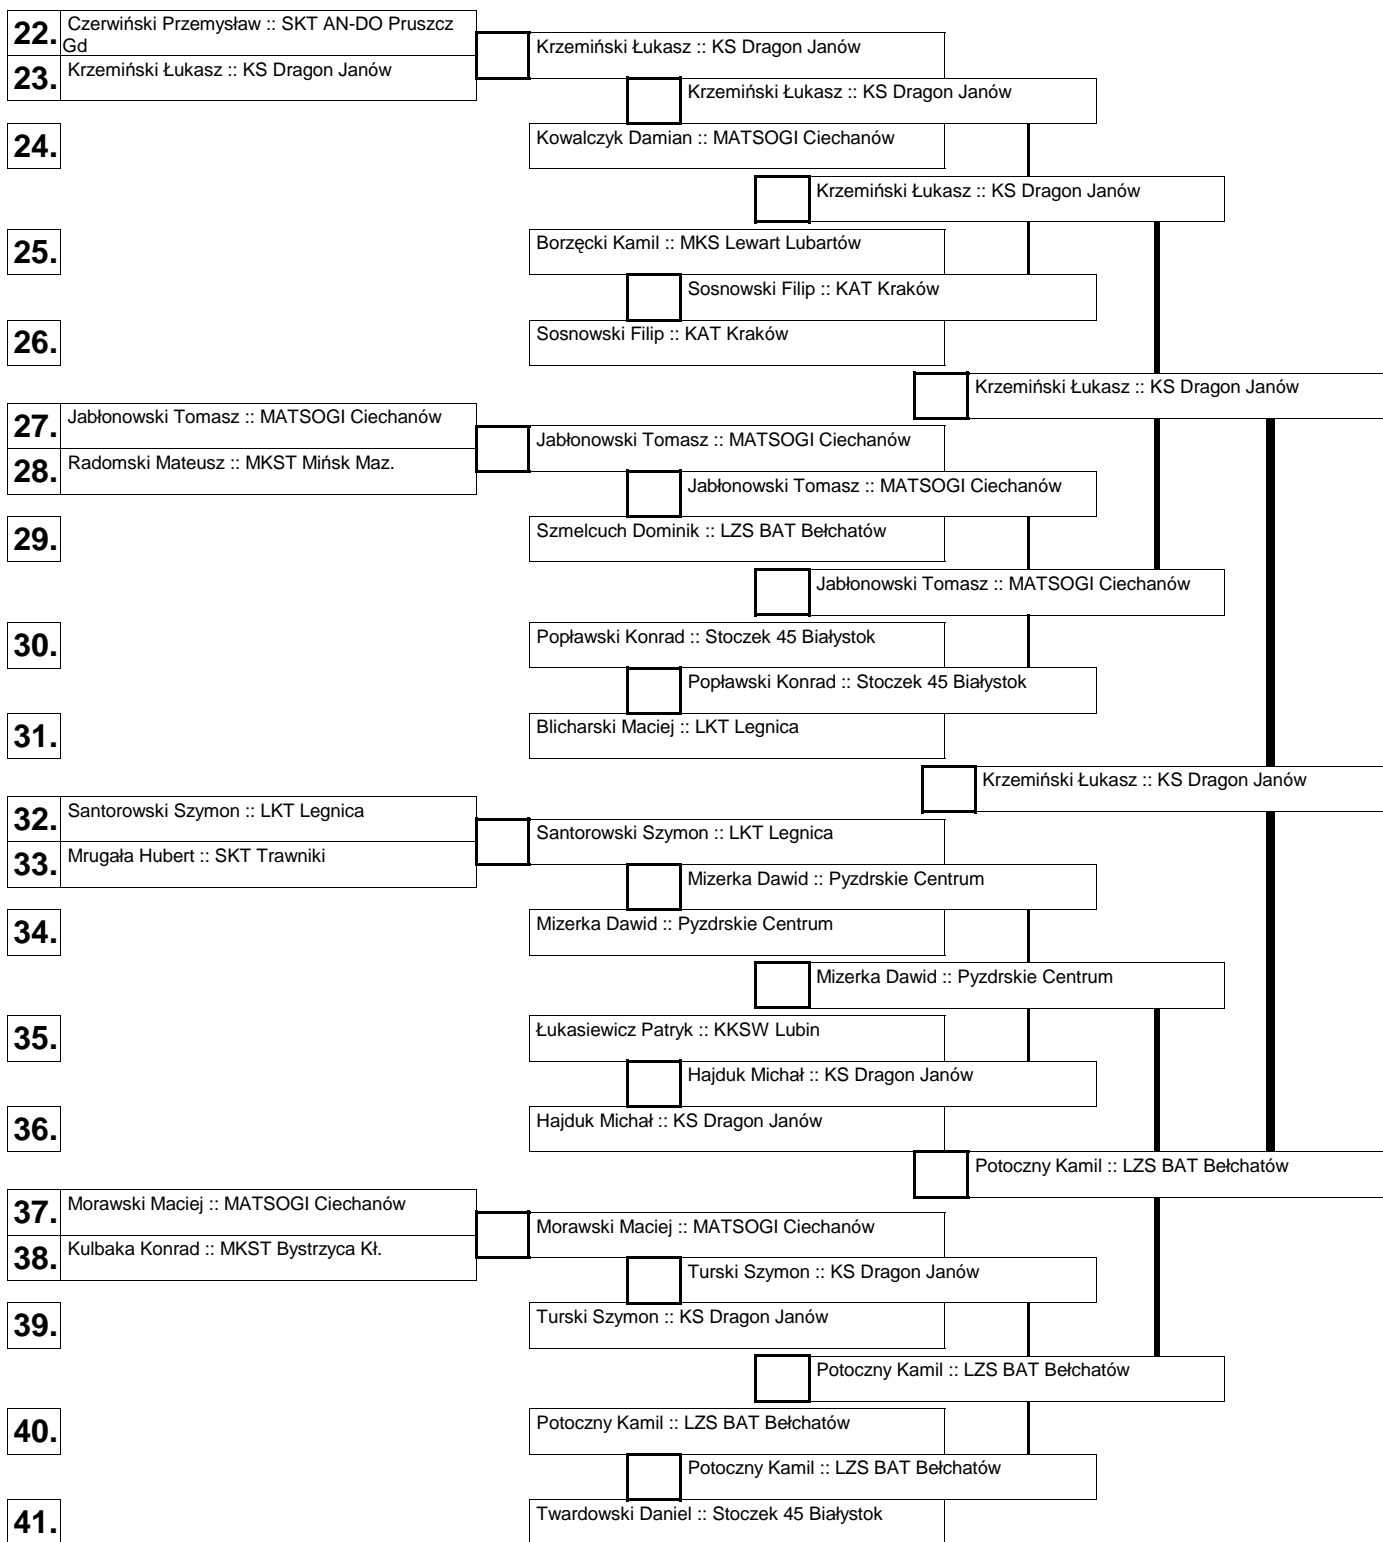 22.
Czerwiński Przemysław :: SKT AN-DO Pruszcz
Gd
Krzemiński Łukasz :: KS Dragon Janów
23.
Krzemiński Łukasz :: KS Dragon Janów
Krzemiński Łukasz :: KS Dragon Janów
24.
Kowalczyk Damian :: MATSOGI Ciechanów
Krzemiński Łukasz :: KS Dragon Janów
25.
Borzęcki Kamil :: MKS Lewart Lubartów
Sosnowski Filip :: KAT Kraków
26.
Sosnowski Filip :: KAT Kraków
Krzemiński Łukasz :: KS Dragon Janów
27.
Jabłonowski Tomasz :: MATSOGI Ciechanów
Jabłonowski Tomasz :: MATSOGI Ciechanów
28.
Radomski Mateusz :: MKST Mińsk Maz.
Jabłonowski Tomasz :: MATSOGI Ciechanów
29.
Szmelcuch Dominik :: LZS BAT Bełchatów
Jabłonowski Tomasz :: MATSOGI Ciechanów
30.
Popławski Konrad :: Stoczek 45 Białystok
Popławski Konrad :: Stoczek 45 Białystok
31.
Blicharski Maciej :: LKT Legnica
Krzemiński Łukasz :: KS Dragon Janów
32.
Santorowski Szymon :: LKT Legnica
Santorowski Szymon :: LKT Legnica
33.
Mrugała Hubert :: SKT Trawniki
Mizerka Dawid :: Pyzdrskie Centrum
34.
Mizerka Dawid :: Pyzdrskie Centrum
Mizerka Dawid :: Pyzdrskie Centrum
35.
Łukasiewicz Patryk :: KKSW Lubin
Hajduk Michał :: KS Dragon Janów
36.
Hajduk Michał :: KS Dragon Janów
Potoczny Kamil :: LZS BAT Bełchatów
37.
Morawski Maciej :: MATSOGI Ciechanów
Morawski Maciej :: MATSOGI Ciechanów
38.
Kulbaka Konrad :: MKST Bystrzyca Kł.
Turski Szymon :: KS Dragon Janów
39.
Turski Szymon :: KS Dragon Janów
Potoczny Kamil :: LZS BAT Bełchatów
40.
Potoczny Kamil :: LZS BAT Bełchatów
Potoczny Kamil :: LZS BAT Bełchatów
41.
Twardowski Daniel :: Stoczek 45 Białystok